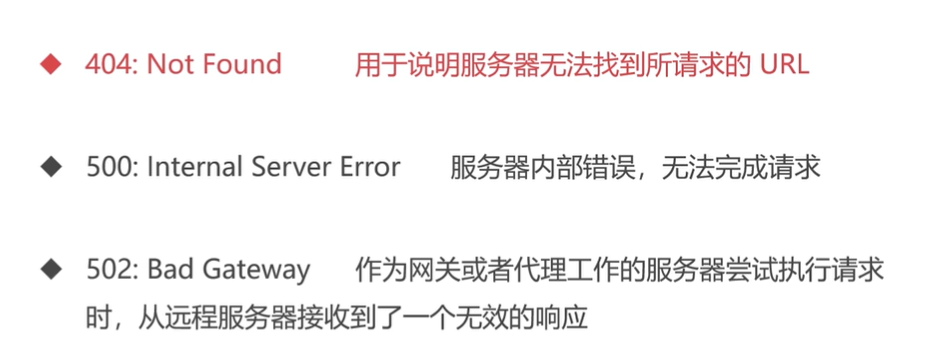 ◆ 404: Not Found 用于说明服务器无法找到所请求的 URL
◆ 500: Internal Server Error 服务器内部错误，无法完成请求
◆ 502: Bad Gateway 作为网关或者代理工作的服务器尝试执行请求
时，从远程服务器接收到了一个无效的响应